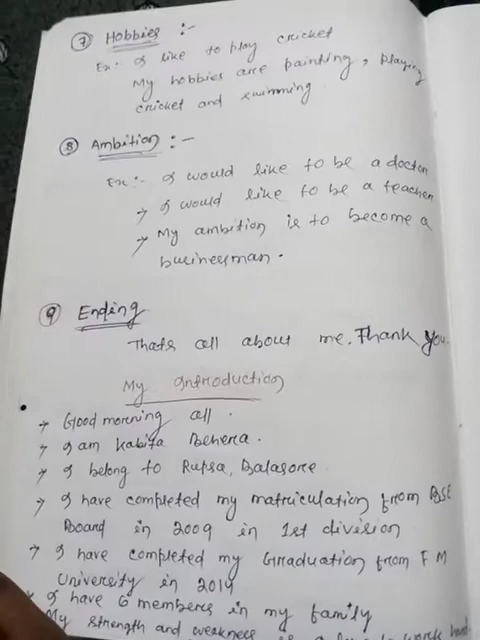 ⑦ Hobbies :-
Ex:- I like to play cricket
My hobbies are painting, playing
cricket and swimming
⑧ Ambition :-
Ex:- I would like to be a doctor
→ I would like to be a teacher
→ My ambition is to become a
businessman.
⑨ Ending
Thats all about me. Thank you.
My Introduction
→ Good morning all.
→ I am Kabita Behera.
→ I belong to Rupsa, Balasore
→ I have completed my matriculation from BSE
Board in 2009 in 1st division
→ I have completed my Graduation from F M
University in 2014
→ I have 6 members in my family
My strength and weakness is I work hard